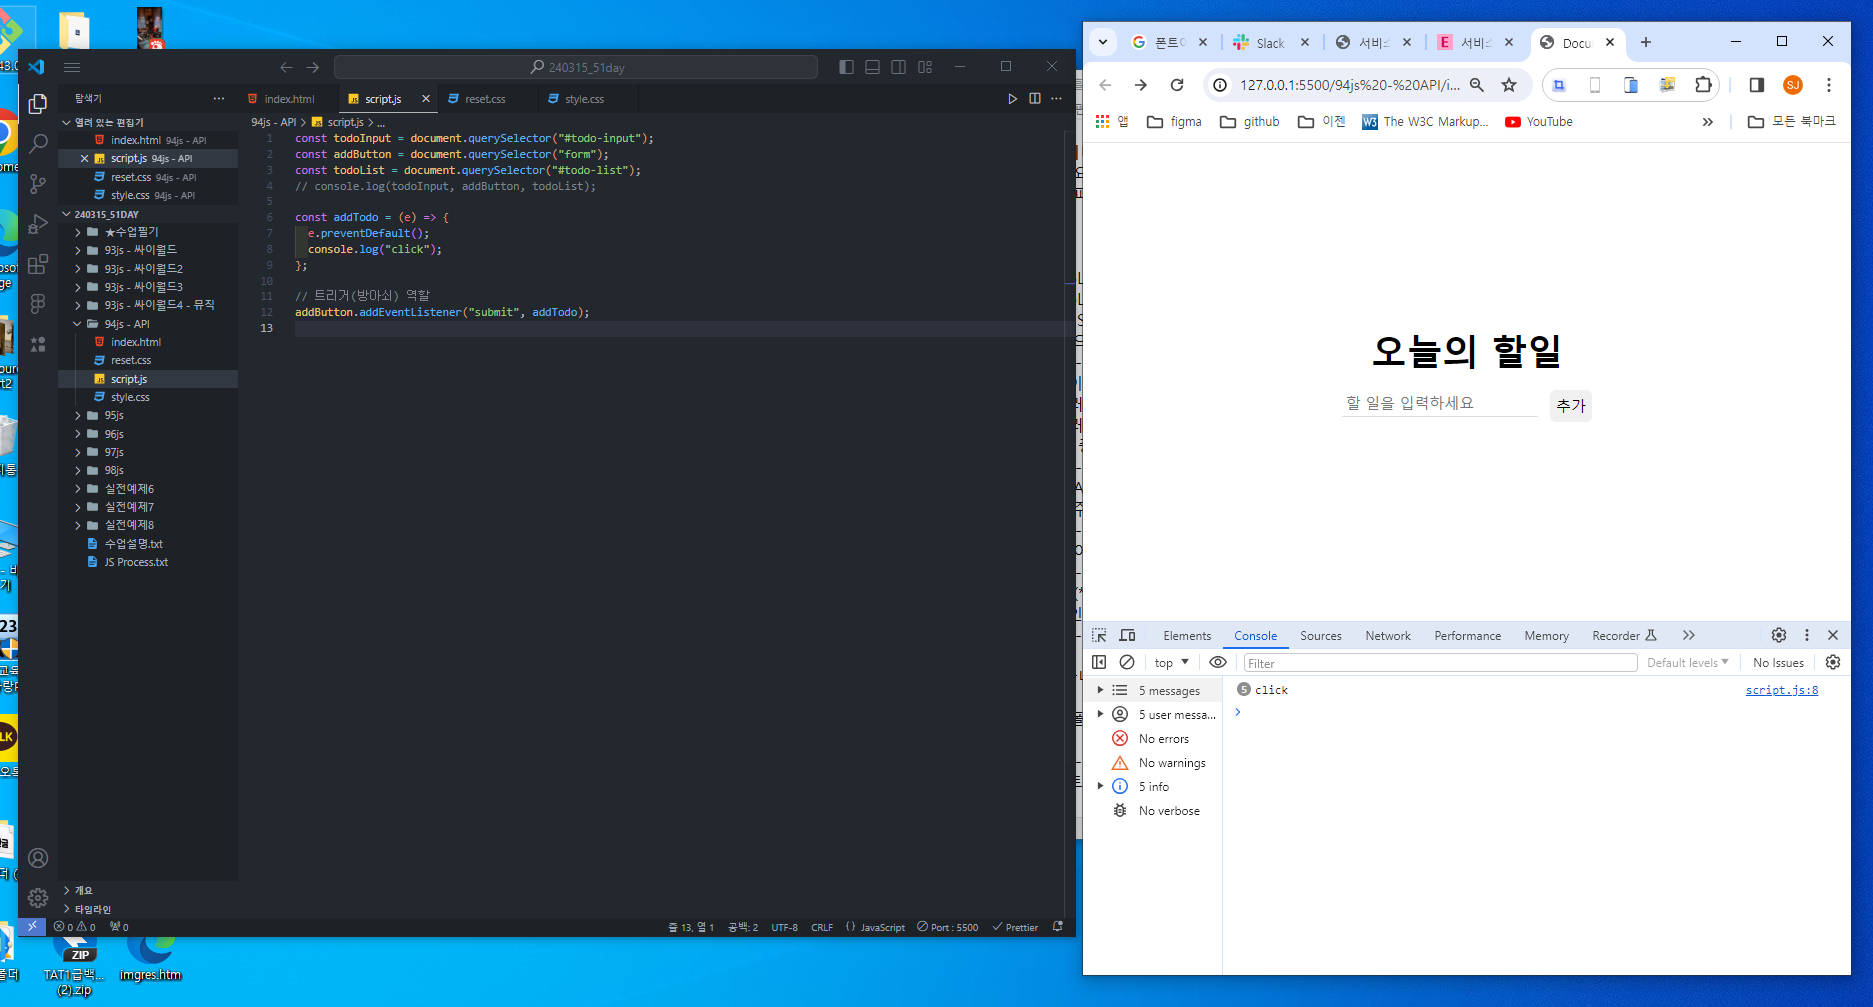 240315_51day
탐색기
열려 있는 편집기
index.html 94js - API
script.js 94js - API
reset.css 94js - API
style.css 94js - API
240315_51DAY
★수업필기
93js - 싸이월드
93js - 싸이월드2
93js - 싸이월드3
93js - 싸이월드4 - 뮤직
94js - API
index.html
reset.css
script.js
style.css
95js
96js
97js
98js
실전예제6
실전예제7
실전예제8
수업설명.txt
JS Process.txt
개요
타임라인
index.html
script.js
reset.css
style.css
94js - API > script.js > ...
1 const todoInput = document.querySelector("#todo-input");
2 const addButton = document.querySelector("form");
3 const todoList = document.querySelector("#todo-list");
4 // console.log(todoInput, addButton, todoList);
5
6 const addTodo = (e) => {
7 e.preventDefault();
8 console.log("click");
9 };
10
11 // 트리거(방아쇠) 역할
12 addButton.addEventListener("submit", addTodo);
13
0 0 0
줄 13, 열 1
공백: 2
UTF-8
CRLF
JavaScript
Port : 5500
Prettier
ZIP
TAT1급백...
(2).zip
imgres.htm
Slack
서비
E 서비
Docu
127.0.0.1:5500/94js%20-%20API/i...
SJ
앱
figma
github
이젠
W3 The W3C Markup...
YouTube
모든 북마크
오늘의 할일
할 일을 입력하세요
추가
Elements
Console
Sources
Network
Performance
Memory
Recorder
top
Filter
Default levels
No Issues
5 messages
5 user messa...
No errors
No warnings
5 info
No verbose
5 click
script.js:8